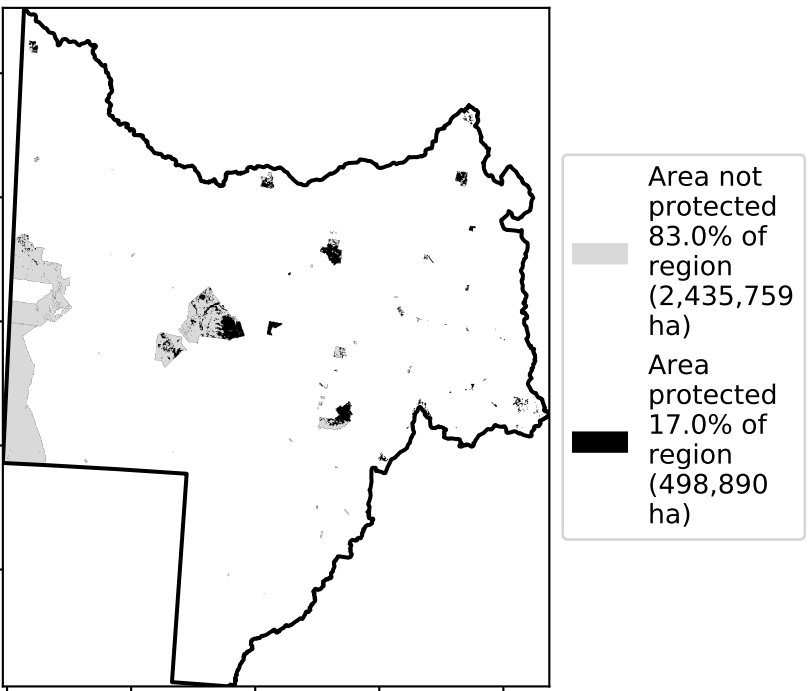 Area not
protected
83.0% of
region
(2,435,759
ha)
Area
protected
17.0% of
region
(498,890
ha)